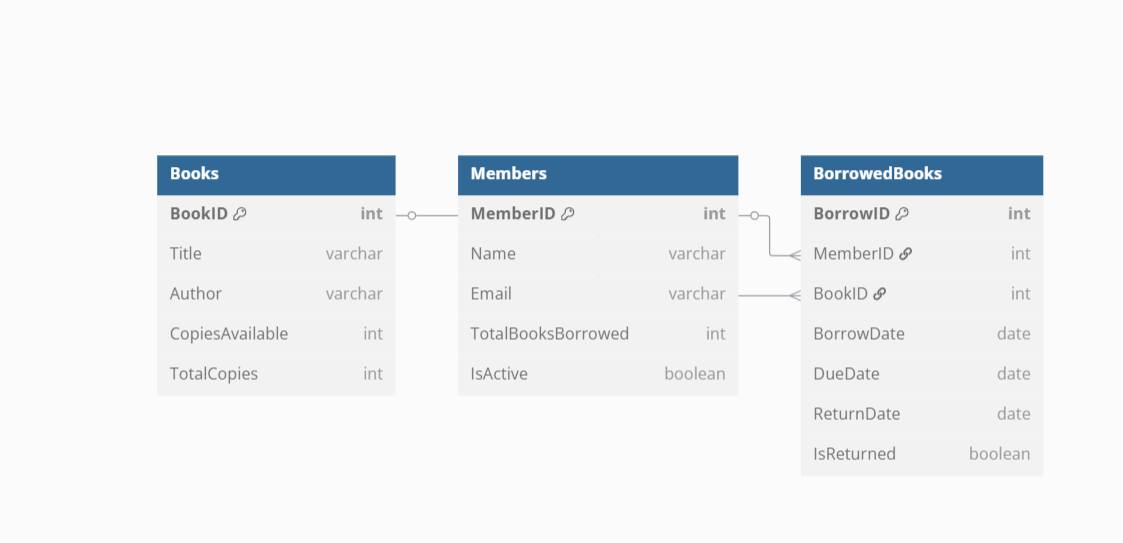 Books
BookID int
Title varchar
Author varchar
CopiesAvailable int
TotalCopies int
Members
MemberID int
Name varchar
Email varchar
TotalBooksBorrowed int
IsActive boolean
BorrowedBooks
BorrowID int
MemberID int
BookID int
BorrowDate date
DueDate date
ReturnDate date
IsReturned boolean